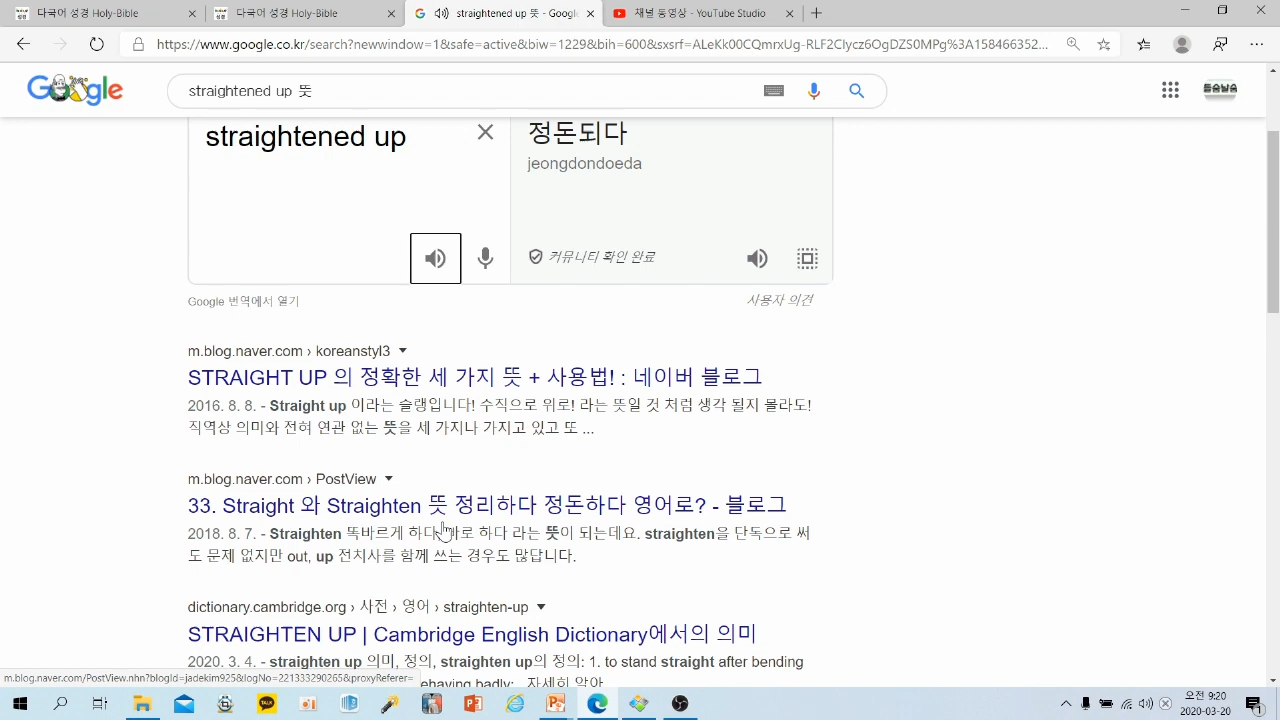 다국어 성경 Holy-Bible
다국어 성경 Holy-Bible
straightened up 뜻 - Google
채널 동영상 - YouTube Studio
https://www.google.co.kr/search?newwindow=1&safe=active&biw=1229&bih=600&sxsrf=ALeKk00CQmrxUg-RLF2CIycz6OgDZS0MPg%3A158466352...
Google
straightened up 뜻
straightened up
정돈되다
jeongdondoeda
커뮤니티 확인 완료
Google 번역에서 열기
사용자 의견
m.blog.naver.com › koreanstyl3
STRAIGHT UP 의 정확한 세 가지 뜻 + 사용법! : 네이버 블로그
2016. 8. 8. - Straight up 이라는 슬랭입니다! 수직으로 위로! 라는 뜻일 것 처럼 생각 될지 몰라도!
직역상 의미와 전혀 연관 없는 뜻을 세 가지나 가지고 있고 또 ...
m.blog.naver.com › PostView
33. Straight 와 Straighten 뜻 정리하다 정돈하다 영어로? - 블로그
2018. 8. 7. - Straighten 똑바르게 하다 바로 하다 라는 뜻이 되는데요. straighten을 단독으로 써
도 문제 없지만 out, up 전치사를 함께 쓰는 경우도 많답니다.
dictionary.cambridge.org › 사전 › 영어 › straighten-up
STRAIGHTEN UP | Cambridge English Dictionary에서의 의미
2020. 3. 4. - straighten up 의미, 정의, straighten up의 정의: 1. to stand straight after bending
behaving badly: . 자세히 알아
m.blog.naver.com/PostView.nhn?blogId=jadekim925&logNo=221333290265&proxyReferer=
오전 9:20
2020-03-20